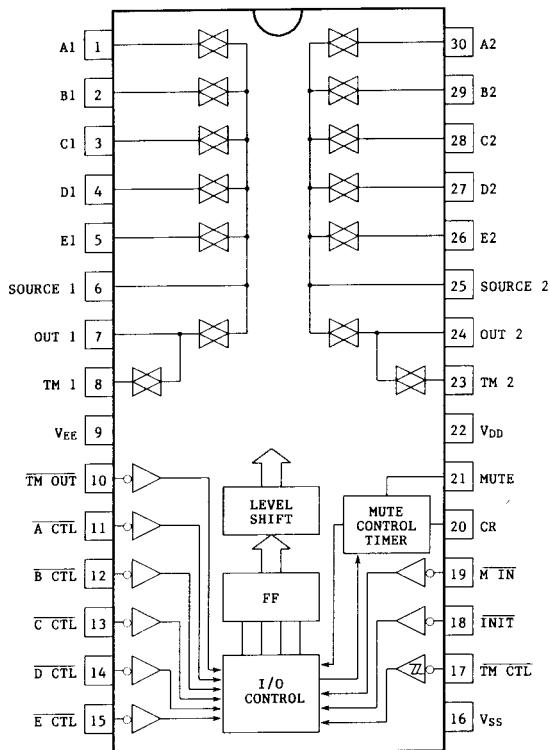 A1 1 30 A2
B1 2 29 B2
C1 3 28 C2
D1 4 27 D2
E1 5 26 E2
SOURCE 1 6 25 SOURCE 2
OUT 1 7 24 OUT 2
TM 1 8 23 TM 2
VEE 9 22 VDD
TM OUT 10 21 MUTE
A CTL 11 20 CR
B CTL 12 19 M IN
C CTL 13 18 INIT
D CTL 14 17 TM CTL
E CTL 15 16 VSS
LEVEL
SHIFT
MUTE
CONTROL
TIMER
FF
I/O
CONTROL